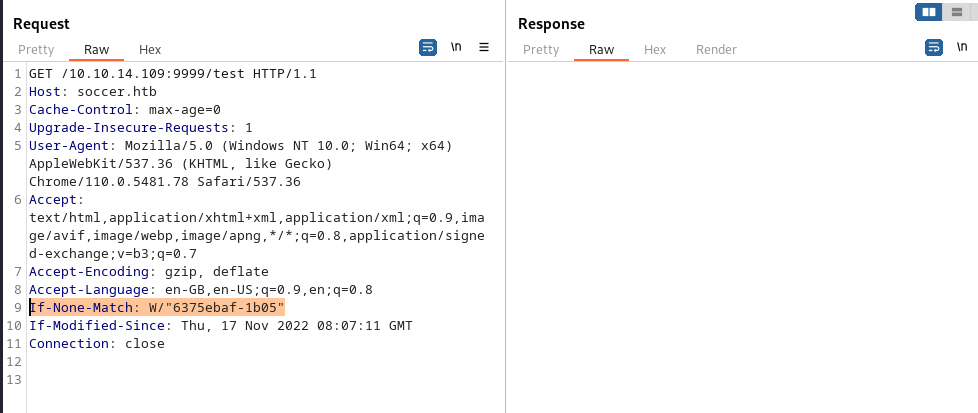 Request
Pretty Raw Hex
\n
1 GET /10.10.14.109:9999/test HTTP/1.1
2 Host: soccer.htb
3 Cache-Control: max-age=0
4 Upgrade-Insecure-Requests: 1
5 User-Agent: Mozilla/5.0 (Windows NT 10.0; Win64; x64)
AppleWebKit/537.36 (KHTML, like Gecko)
Chrome/110.0.5481.78 Safari/537.36
6 Accept:
text/html,application/xhtml+xml,application/xml;q=0.9,ima
ge/avif,image/webp,image/apng,*/*;q=0.8,application/signe
d-exchange;v=b3;q=0.7
7 Accept-Encoding: gzip, deflate
8 Accept-Language: en-GB,en-US;q=0.9,en;q=0.8
9 If-None-Match: W/"6375ebaf-1b05"
10 If-Modified-Since: Thu, 17 Nov 2022 08:07:11 GMT
11 Connection: close
12
13
Response
Pretty Raw Hex Render
\n